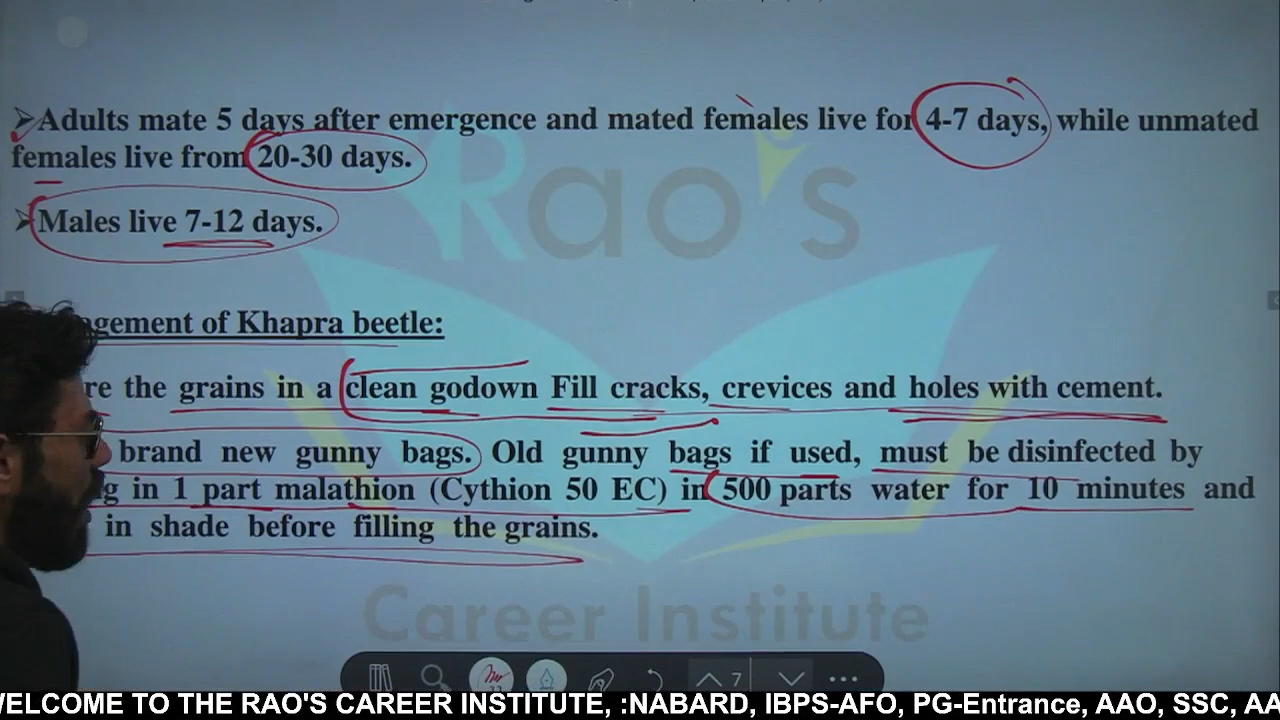 ➢Adults mate 5 days after emergence and mated females live for 4-7 days, while unmated
females live from 20-30 days.
➢Males live 7-12 days.
Rao's
agement of Khapra beetle:
re the grains in a clean godown Fill cracks, crevices and holes with cement.
brand new gunny bags. Old gunny bags if used, must be disinfected by
g in 1 part malathion (Cythion 50 EC) in 500 parts water for 10 minutes and
in shade before filling the grains.
Career Institute
7
WELCOME TO THE RAO'S CAREER INSTITUTE, :NABARD, IBPS-AFO, PG-Entrance, AAO, SSC, AA